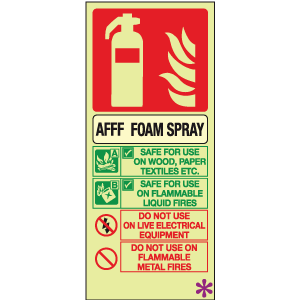 AFFF FOAM SPRAY
A SAFE FOR USE
ON WOOD, PAPER
TEXTILES ETC.
B SAFE FOR USE
ON FLAMMABLE
LIQUID FIRES
DO NOT USE
ON LIVE ELECTRICAL
EQUIPMENT
DO NOT USE ON
FLAMMABLE
METAL FIRES